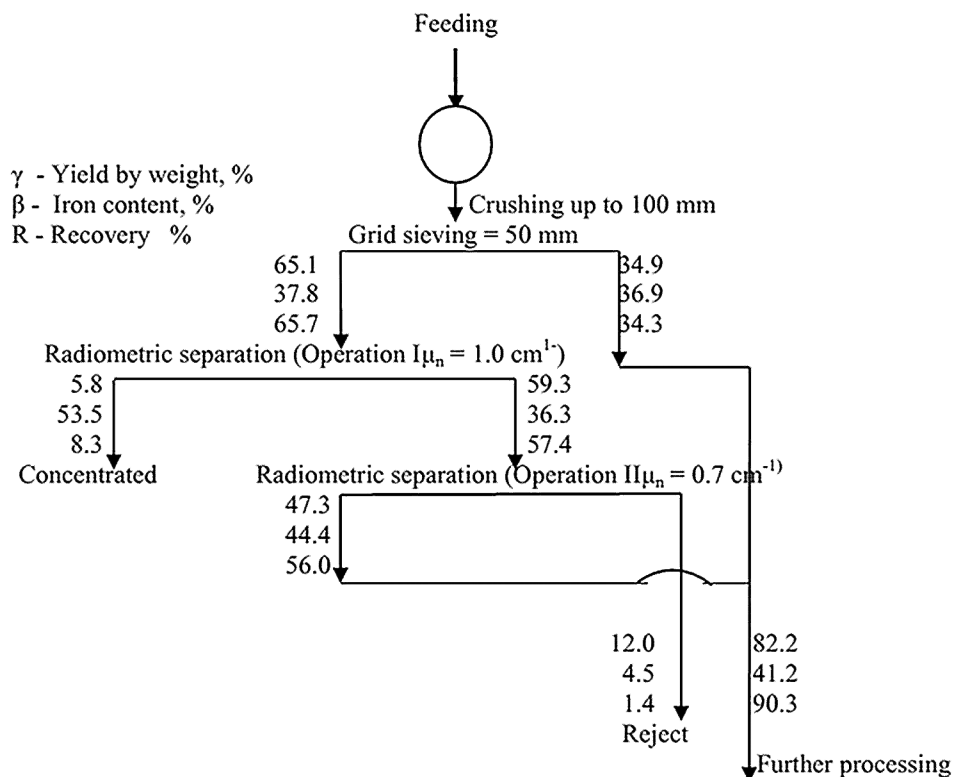 Feeding
γ - Yield by weight, %
β - Iron content, %
R - Recovery %
Crushing up to 100 mm
Grid sieving = 50 mm
65.1
37.8
65.7
34.9
36.9
34.3
Radiometric separation (Operation Iμn = 1.0 cm1-)
5.8
53.5
8.3
59.3
36.3
57.4
Concentrated
Radiometric separation (Operation IIμn = 0.7 cm-1)
47.3
44.4
56.0
12.0
4.5
1.4
82.2
41.2
90.3
Reject
Further processing